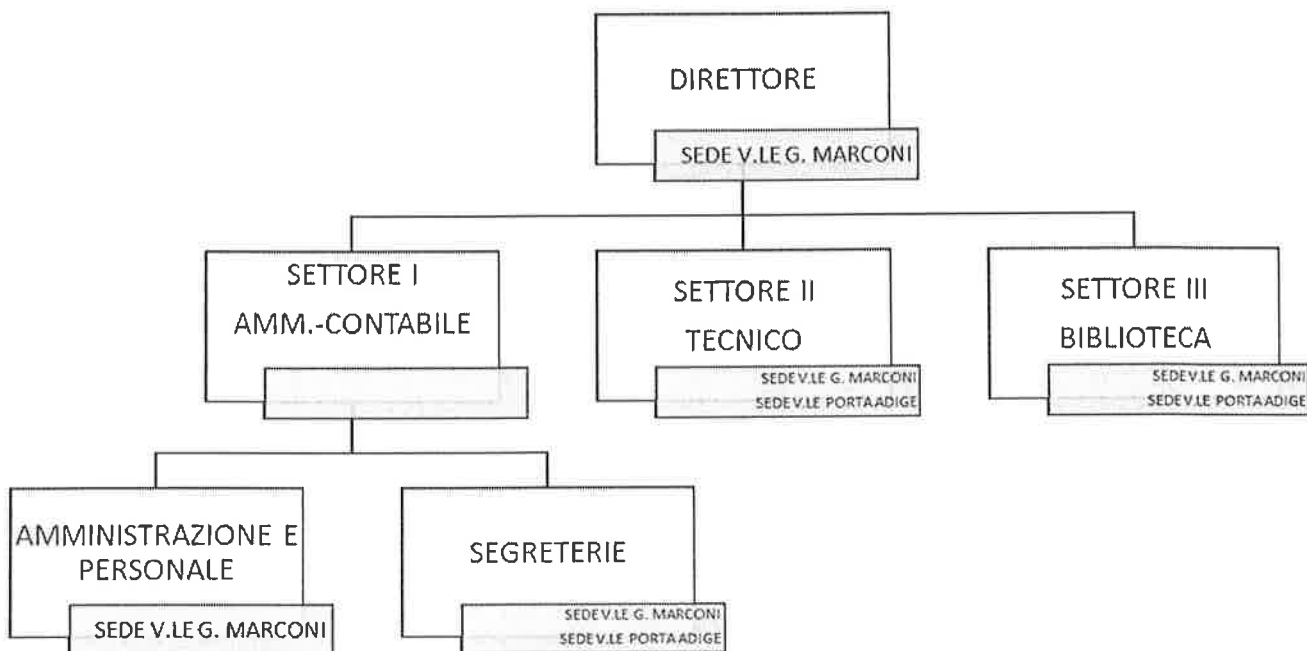 DIRETTORE
SEDE V.LE G. MARCONI
SETTORE I
AMM.-CONTABILE
SETTORE II
TECNICO
SEDE V.LE G. MARCONI
SEDE V.LE PORTA ADIGE
SETTORE III
BIBLIOTECA
SEDE V.LE G. MARCONI
SEDE V.LE PORTA ADIGE
AMMINISTRAZIONE E
PERSONALE
SEDE V.LE G. MARCONI
SEGRETERIE
SEDE V.LE G. MARCONI
SEDE V.LE PORTA ADIGE